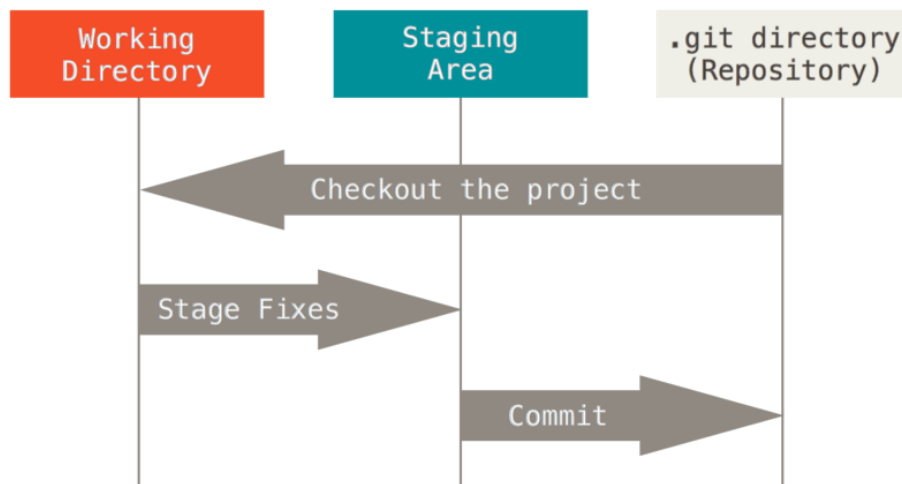 Working
Directory
Staging
Area
.git directory
(Repository)
Checkout the project
Stage Fixes
Commit